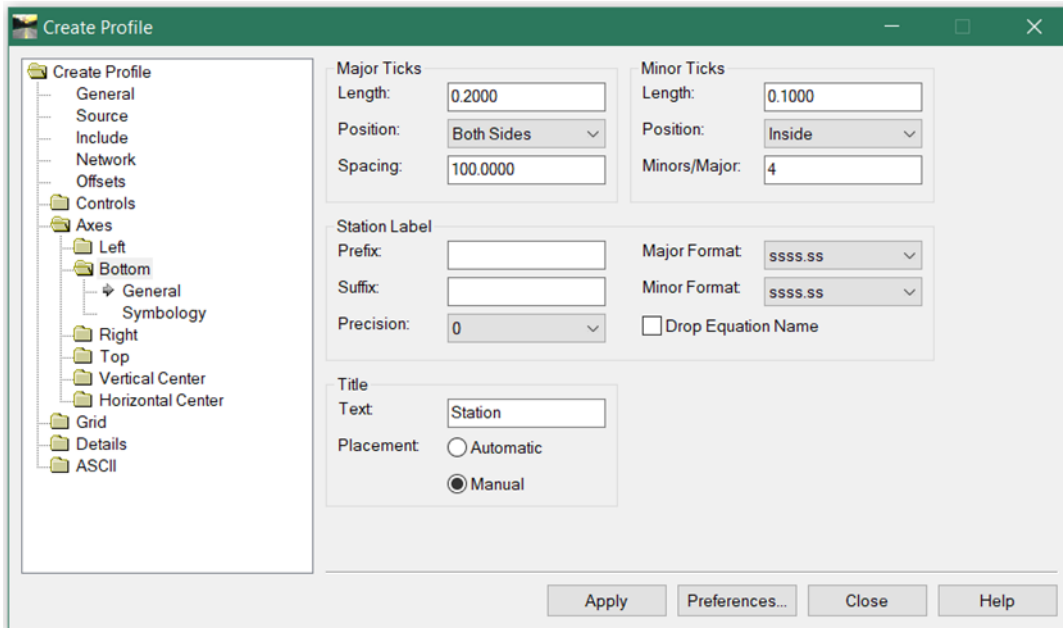 Create Profile
Create Profile
General
Source
Include
Network
Offsets
Controls
Axes
Left
Bottom
General
Symbology
Right
Top
Vertical Center
Horizontal Center
Grid
Details
ASCII
Major Ticks
Length: 0.2000
Position: Both Sides
Spacing: 100.0000
Minor Ticks
Length: 0.1000
Position: Inside
Minors/Major: 4
Station Label
Prefix:
Suffix:
Precision: 0
Major Format: ssss.ss
Minor Format: ssss.ss
Drop Equation Name
Title
Text: Station
Placement: Automatic
Manual
Apply Preferences... Close Help